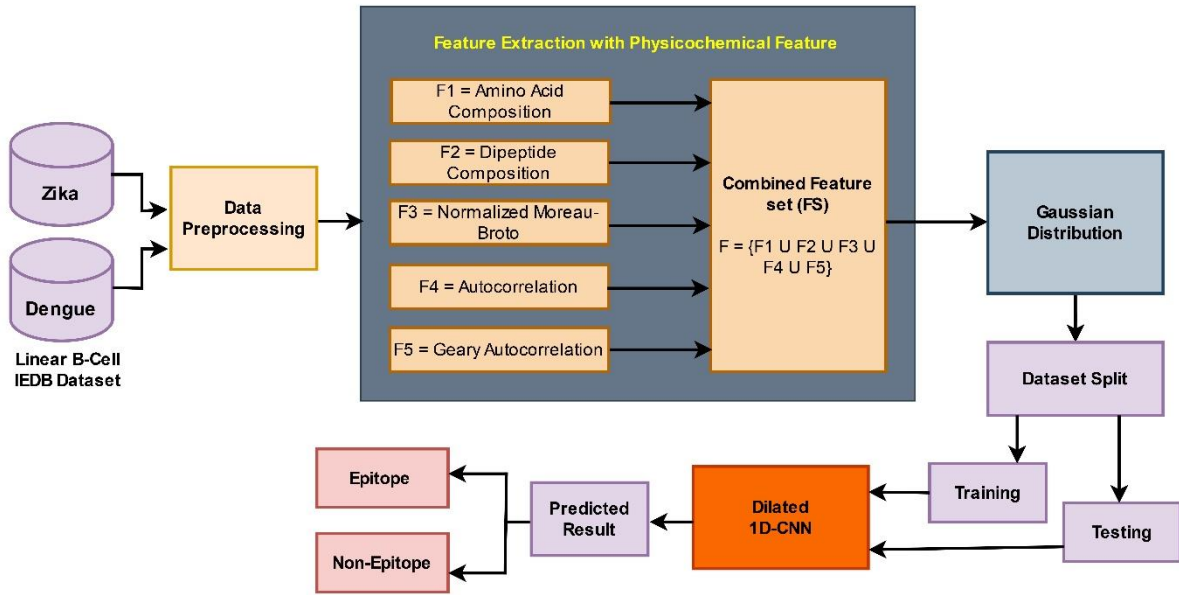 Feature Extraction with Physicochemical Feature
F1 = Amino Acid
Composition
F2 = Dipeptide
Composition
F3 = Normalized Moreau-
Broto
F4 = Autocorrelation
F5 = Geary Autocorrelation
Combined Feature
set (FS)
F = {F1 U F2 U F3 U
F4 U F5}
Zika
Dengue
Linear B-Cell
IEDB Dataset
Data
Preprocessing
Gaussian
Distribution
Dataset Split
Training
Testing
Dilated
1D-CNN
Predicted
Result
Epitope
Non-Epitope